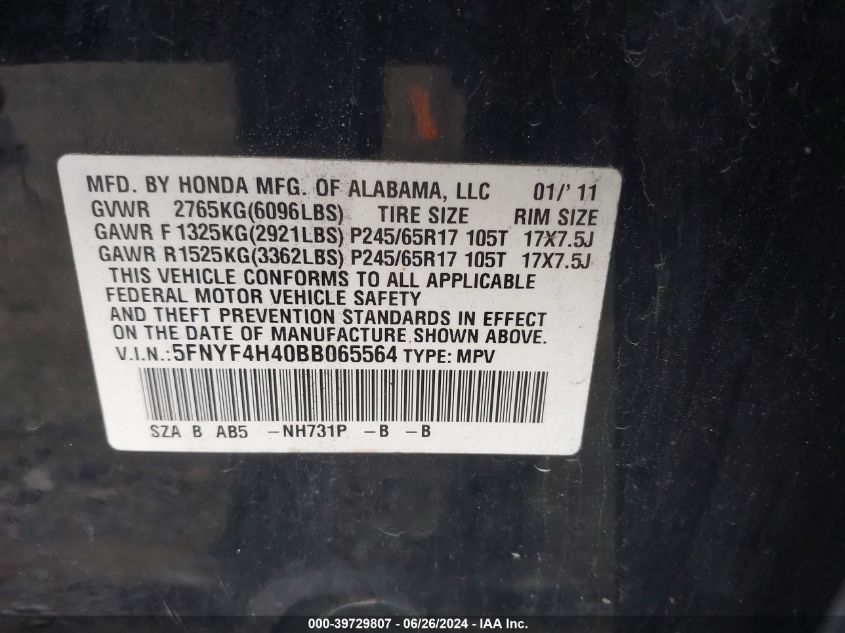 MFD. BY HONDA MFG. OF ALABAMA, LLC 01/'11
GVWR 2765KG(6096LBS) TIRE SIZE RIM SIZE
GAWR F 1325KG(2921LBS) P245/65R17 105T 17X7.5J
GAWR R1525KG(3362LBS) P245/65R17 105T 17X7.5J
THIS VEHICLE CONFORMS TO ALL APPLICABLE
FEDERAL MOTOR VEHICLE SAFETY
AND THEFT PREVENTION STANDARDS IN EFFECT
ON THE DATE OF MANUFACTURE SHOWN ABOVE.
V.I.N.:5FNYF4H40BB065564 TYPE: MPV
SZA B AB5 -NH731P -B -B
000-39729807 - 06/26/2024 - IAA Inc.